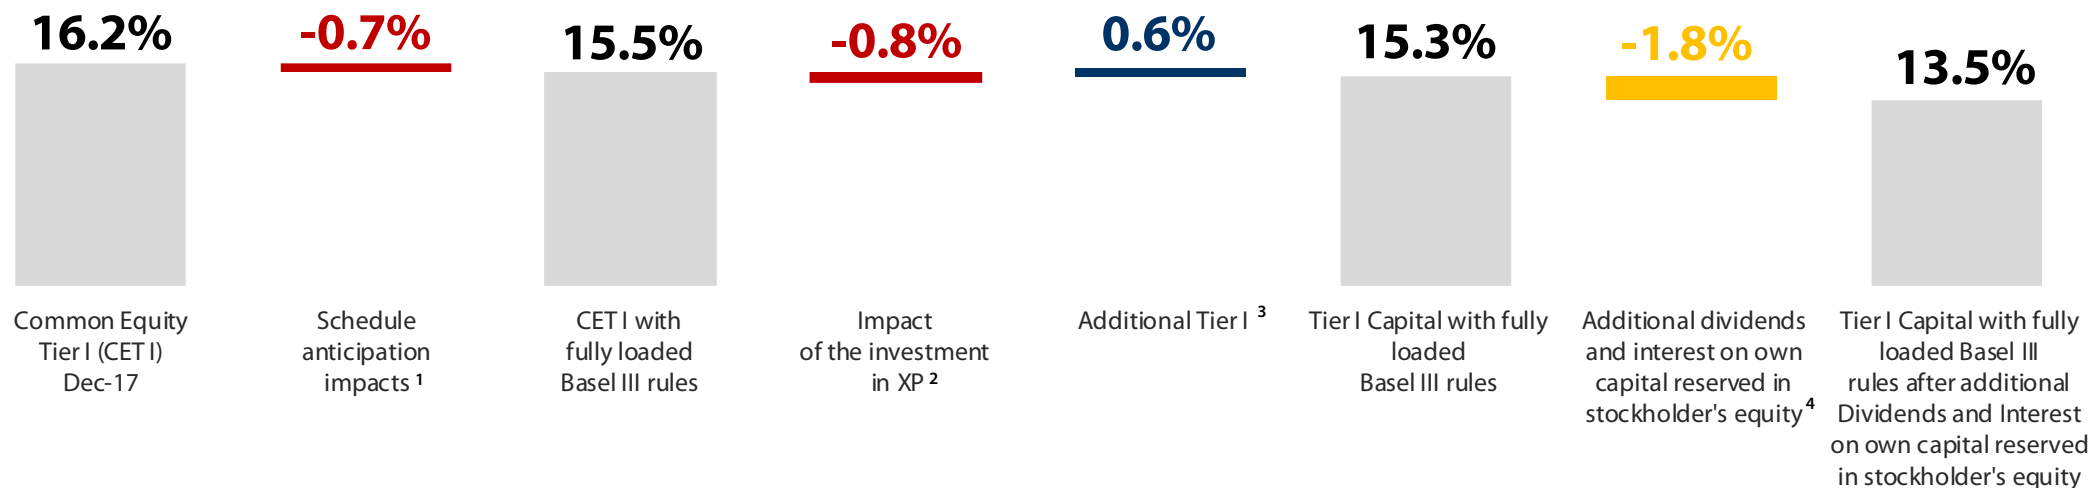 16.2%
-0.7%
15.5%
-0.8%
0.6%
15.3%
-1.8%
13.5%
Common Equity
Tier I (CET I)
Dec-17
Schedule
anticipation
impacts 1
CET I with
fully loaded
Basel III rules
Impact
of the investment
in XP 2
Additional Tier I 3
Tier I Capital with fully
loaded
Basel III rules
Additional dividends
and interest on own
capital reserved in
stockholder's equity 4
Tier I Capital with fully
loaded Basel III
rules after additional
Dividends and Interest
on own capital reserved
in stockholder's equity